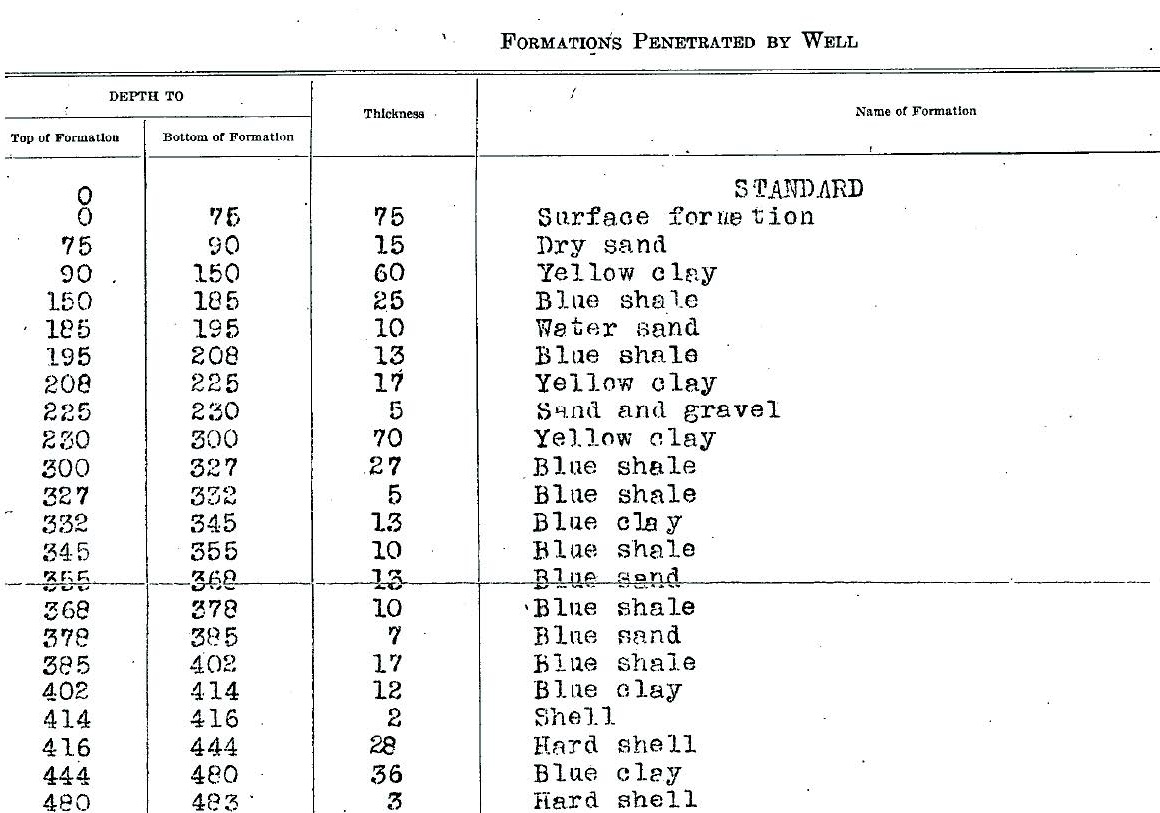 FORMATIONS PENETRATED BY WELL
DEPTH TO
Top of Formation Bottom of Formation Thickness Name of Formation
0 STANDARD
0 75 75 Surface formation
75 90 15 Dry sand
90 150 60 Yellow clay
150 185 25 Blue shale
185 195 10 Water sand
195 208 13 Blue shale
208 225 17 Yellow clay
225 230 5 Sand and gravel
230 300 70 Yellow clay
300 327 27 Blue shale
327 332 5 Blue shale
332 345 13 Blue clay
345 355 10 Blue shale
355 368 13 Blue sand
368 378 10 Blue shale
378 385 7 Blue sand
385 402 17 Blue shale
402 414 12 Blue clay
414 416 2 Shell
416 444 28 Hard shell
444 480 36 Blue clay
480 483 3 Hard shell